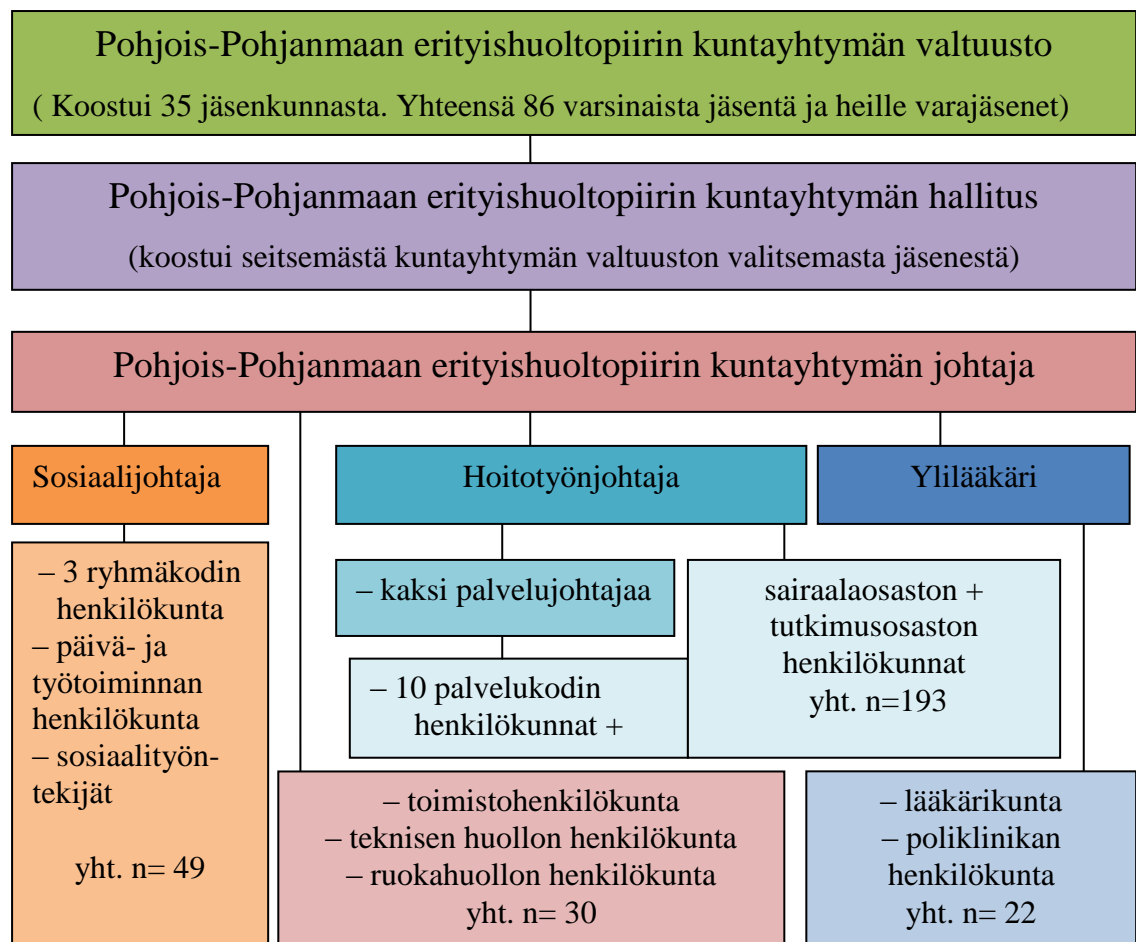 Pohjois-Pohjanmaan erityishuoltopiirin kuntayhtymän valtuusto
( Koostui 35 jäsenkunnasta. Yhteensä 86 varsinaista jäsentä ja heille varajäsenet)
Pohjois-Pohjanmaan erityishuoltopiirin kuntayhtymän hallitus
(koostui seitsemästä kuntayhtymän valtuuston valitsemasta jäsenestä)
Pohjois-Pohjanmaan erityishuoltopiirin kuntayhtymän johtaja
Sosiaalijohtaja
– 3 ryhmäkodin
henkilökunta
– päivä- ja
työtoiminnan
henkilökunta
– sosiaalityön-
tekijät
yht. n= 49
Hoitotyönjohtaja
– kaksi palvelujohtajaa
– 10 palvelukodin
henkilökunnat +
sairaalaosaston +
tutkimusosaston
henkilökunnat
yht. n=193
Ylilääkäri
– toimistohenkilökunta
– teknisen huollon henkilökunta
– ruokahuollon henkilökunta
yht. n= 30
– lääkärikunta
– poliklinikan
henkilökunta
yht. n= 22